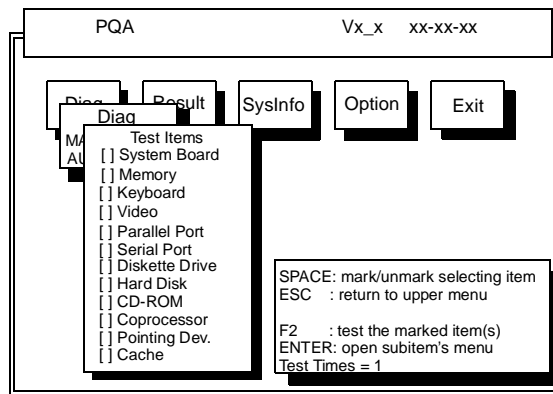 PQA Vx_x xx-xx-xx
Diag Result SysInfo Option Exit
Diag
MA
AU
Test Items
[ ] System Board
[ ] Memory
[ ] Keyboard
[ ] Video
[ ] Parallel Port
[ ] Serial Port
[ ] Diskette Drive
[ ] Hard Disk
[ ] CD-ROM
[ ] Coprocessor
[ ] Pointing Dev.
[ ] Cache
SPACE: mark/unmark selecting item
ESC : return to upper menu
F2 : test the marked item(s)
ENTER: open subitem's menu
Test Times = 1